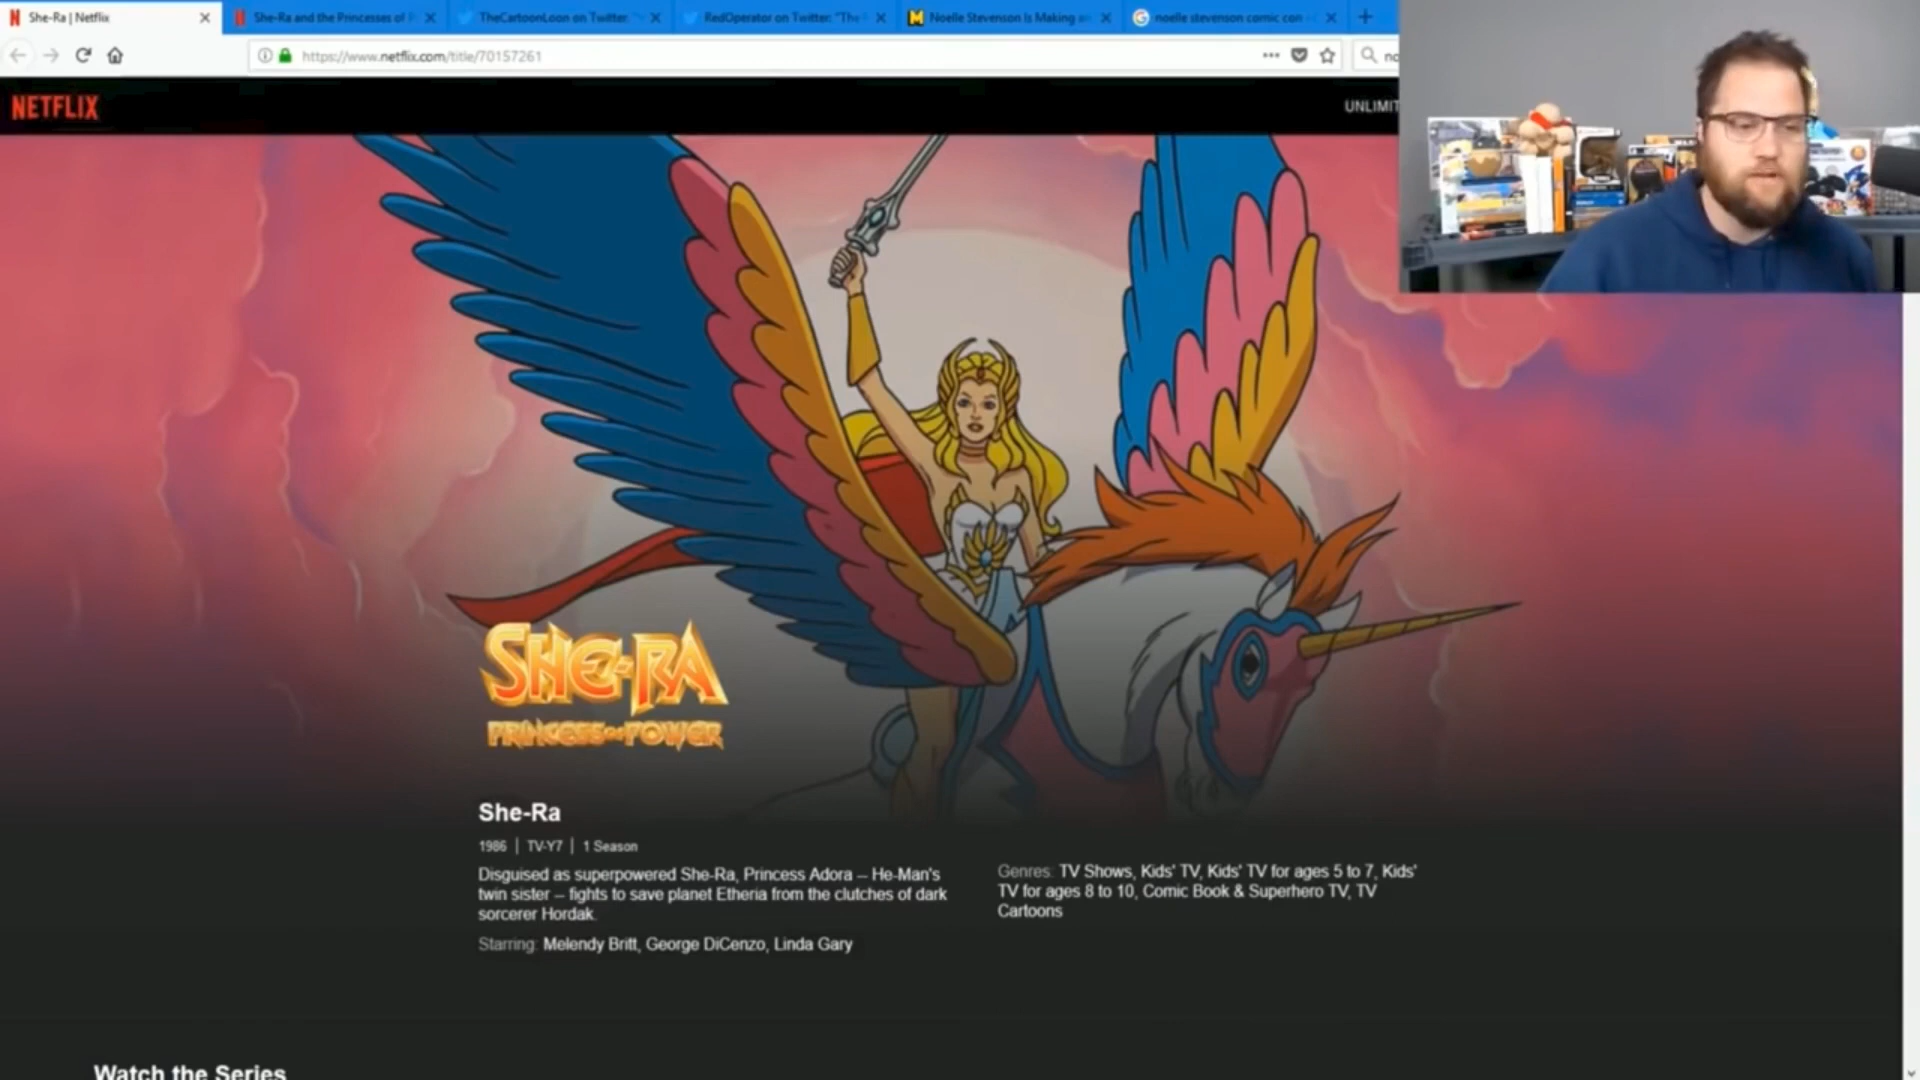 She-Ra | Netflix
She-Ra and the Princesses of
TheCartoonLoon on Twitter:
RedOperator on Twitter: "The
Noelle Stevenson Is Making an
noelle stevenson comic con
https://www.netflix.com/title/70157261
NETFLIX
UNLIMIT
SHE-RA
PRINCESS OF POWER
She-Ra
1986 | TV-Y7 | 1 Season
Disguised as superpowered She-Ra, Princess Adora – He-Man's
twin sister – fights to save planet Etheria from the clutches of dark
sorcerer Hordak.
Starring: Melendy Britt, George DiCenzo, Linda Gary
Genres: TV Shows, Kids' TV, Kids' TV for ages 5 to 7, Kids'
TV for ages 8 to 10, Comic Book & Superhero TV, TV
Cartoons
Watch the Series